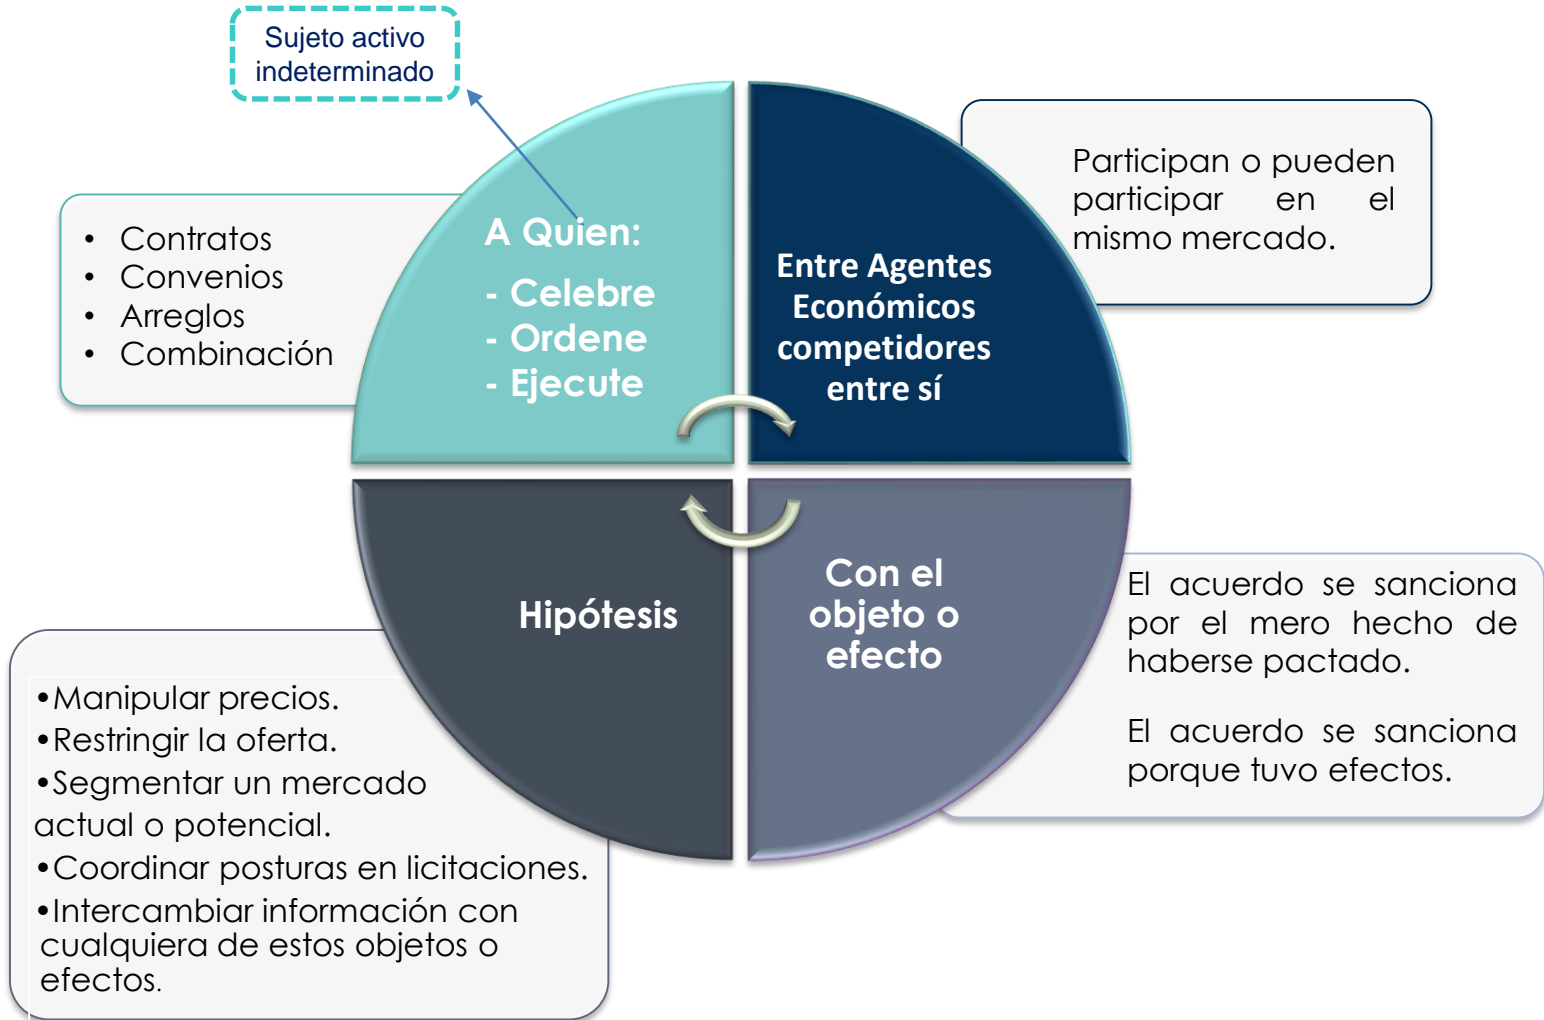 Sujeto activo
indeterminado
A Quien:
- Celebre
- Ordene
- Ejecute
• Contratos
• Convenios
• Arreglos
• Combinación
Entre Agentes
Económicos
competidores
entre sí
Participan o pueden
participar en el
mismo mercado.
Con el
objeto o
efecto
El acuerdo se sanciona
por el mero hecho de
haberse pactado.
El acuerdo se sanciona
porque tuvo efectos.
Hipótesis
•Manipular precios.
•Restringir la oferta.
•Segmentar un mercado
actual o potencial.
•Coordinar posturas en licitaciones.
•Intercambiar información con
cualquiera de estos objetos o
efectos.